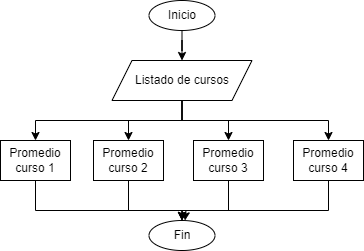 Inicio
Listado de cursos
Promedio
curso 1
Promedio
curso 2
Promedio
curso 3
Promedio
curso 4
Fin